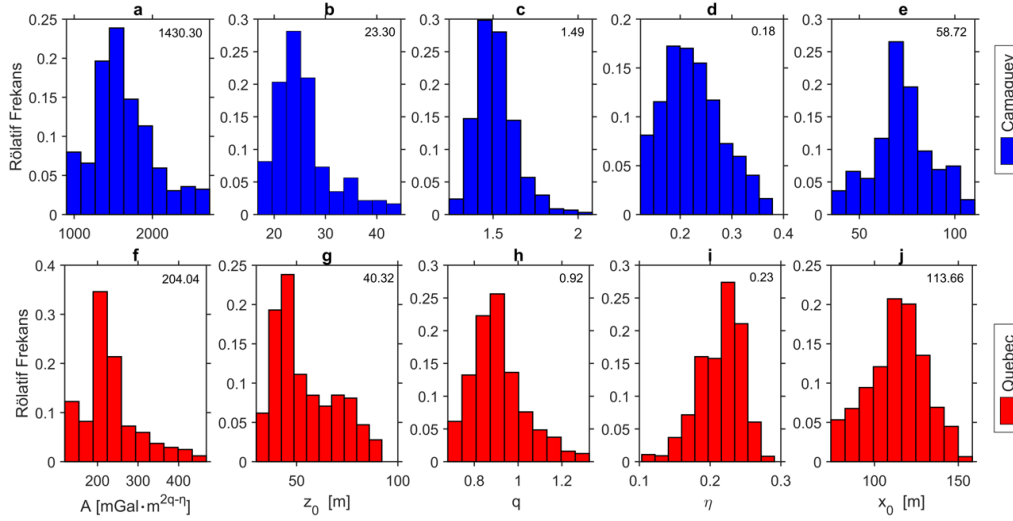 a b c d e
0.25 0.3 0.3 0.2 0.3
1430.30 23.30 1.49 0.18 58.72
0.2 0.25 0.25 0.15 0.25
0.15 0.2 0.2 0.1 0.2
0.1 0.15 0.15 0.05 0.15
0.05 0.1 0.1 0 0.1
0 0.05 0.05 0.05
0 0 0
Rölatif Frekans
1000 2000 20 30 40 1.5 2 0.2 0.3 0.4 50 100
Camaguey
f g h i j
0.4 0.25 0.3 0.3 0.25
204.04 40.32 0.92 0.23 113.66
0.3 0.2 0.25 0.25 0.2
0.2 0.15 0.2 0.2 0.15
0.1 0.1 0.15 0.15 0.1
0 0.05 0.1 0.1 0.05
0 0.05 0.05 0
0 0
Rölatif Frekans
200 300 400 50 100 0.8 1 1.2 0.1 0.2 0.3 100 150
A [mGal·m^{2q-η}] z_0 [m] q η x_0 [m]
Quebec